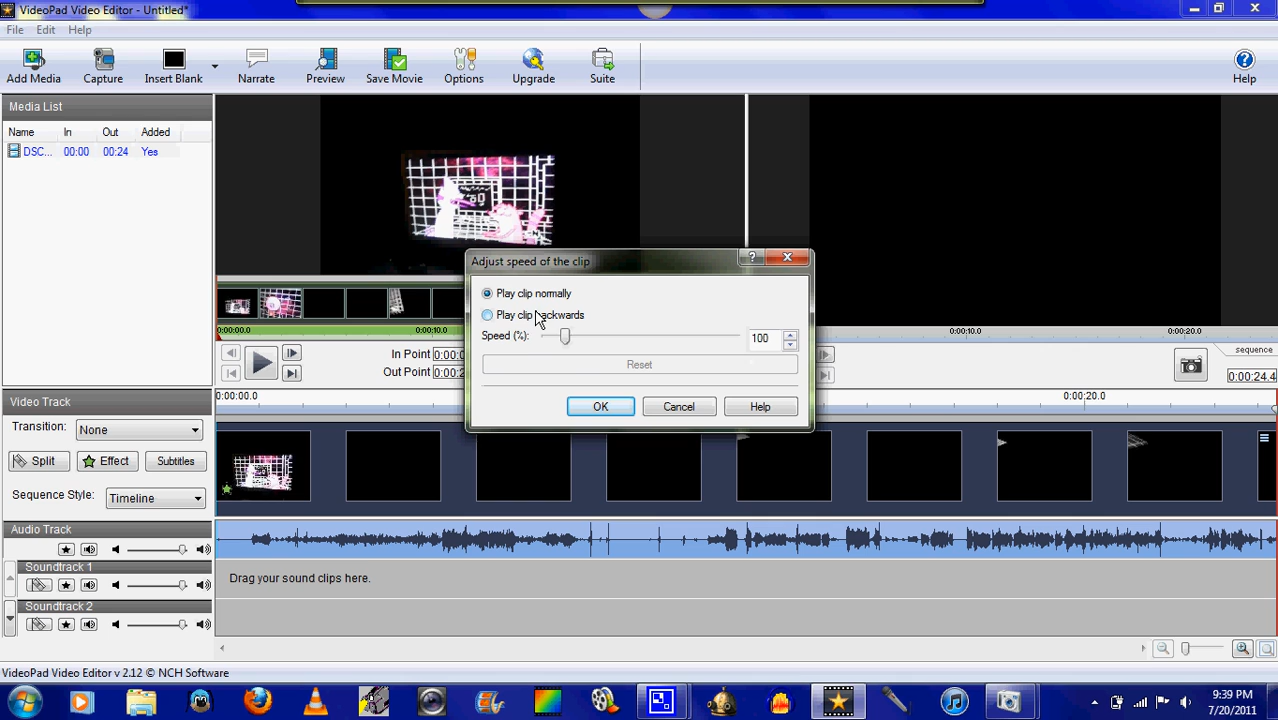 VideoPad Video Editor - Untitled*
File Edit Help
Add Media Capture Insert Blank Narrate Preview Save Movie Options Upgrade Suite Help
Media List
Name In Out Added
DSC... 00:00 00:24 Yes
Adjust speed of the clip
Play clip normally
Play clip backwards
Speed (%): 100
Reset
OK Cancel Help
0:00:00.0 0:00:10.0 0:00:10.0 0:00:20.0
In Point 0:00:0
Out Point 0:00:2
sequence
0:00:24.4
Video Track 0:00:00.0 0:00:20.0
Transition: None
Split Effect Subtitles
Sequence Style: Timeline
Audio Track
Soundtrack 1
Drag your sound clips here.
Soundtrack 2
VideoPad Video Editor v 2.12 © NCH Software
9:39 PM
7/20/2011